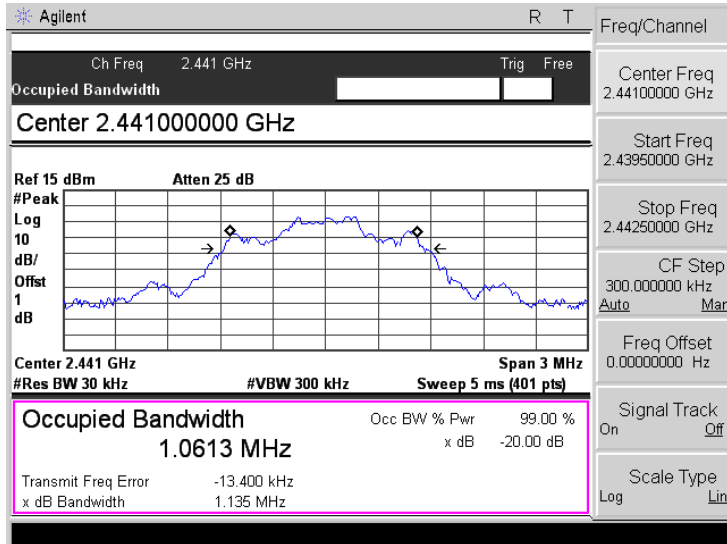 Agilent R T
Ch Freq 2.441 GHz Trig Free
Occupied Bandwidth
Center 2.441000000 GHz
Ref 15 dBm Atten 25 dB
#Peak
Log
10
dB/
Offst
1
dB
Center 2.441 GHz Span 3 MHz
#Res BW 30 kHz #VBW 300 kHz Sweep 5 ms (401 pts)
Occupied Bandwidth
1.0613 MHz
Occ BW % Pwr 99.00 %
x dB -20.00 dB
Transmit Freq Error -13.400 kHz
x dB Bandwidth 1.135 MHz
Freq/Channel
Center Freq
2.44100000 GHz
Start Freq
2.43950000 GHz
Stop Freq
2.44250000 GHz
CF Step
300.000000 kHz
Auto Man
Freq Offset
0.00000000 Hz
Signal Track
On Off
Scale Type
Log Lin